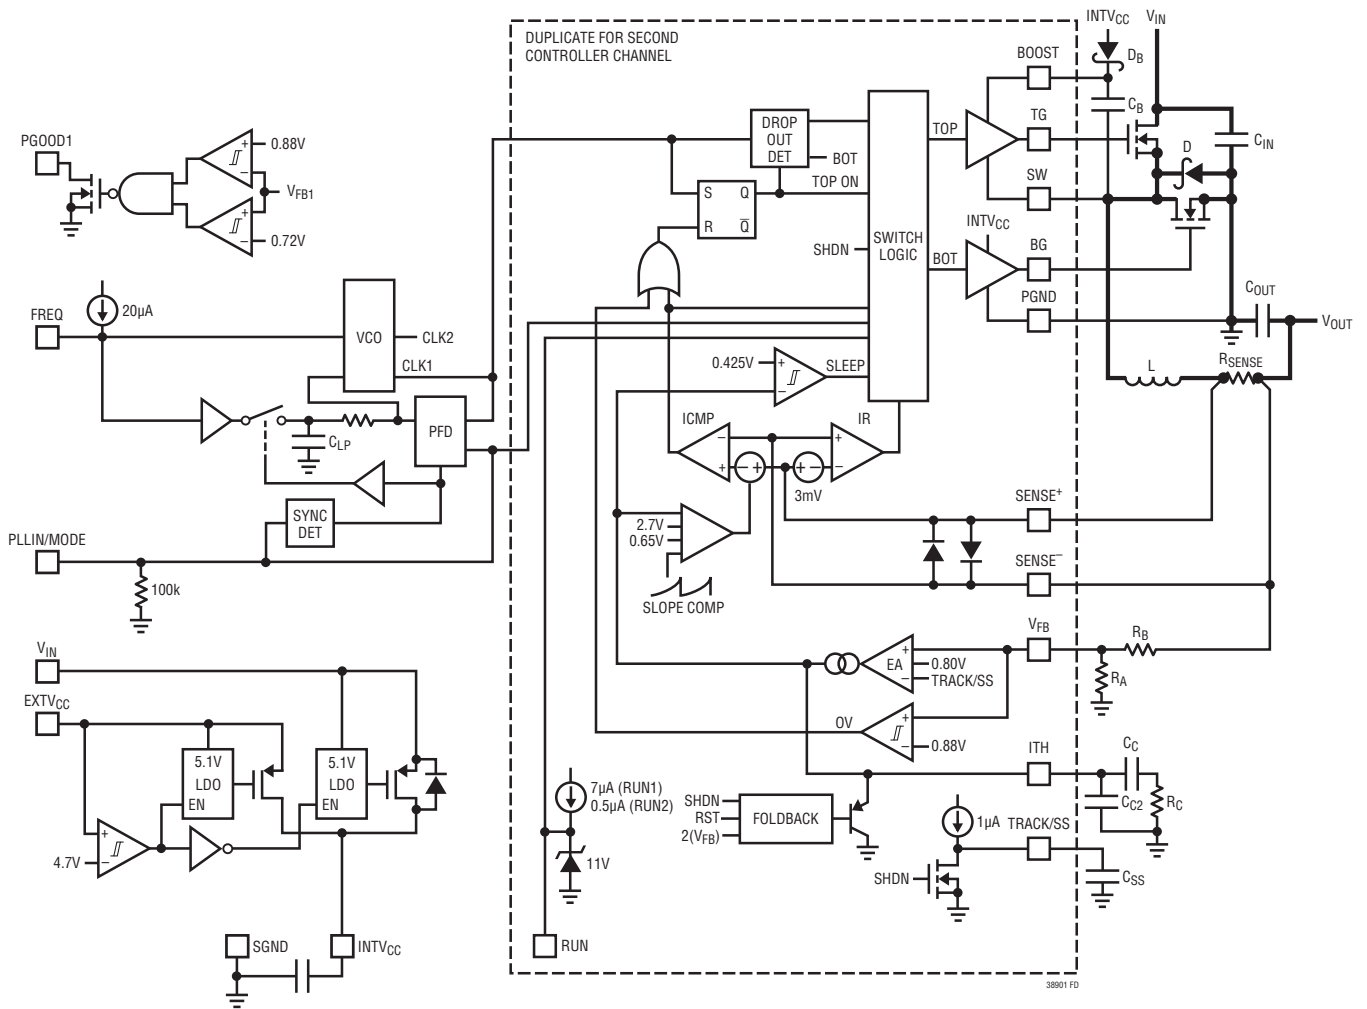 DUPLICATE FOR SECOND
CONTROLLER CHANNEL
INTVCC
VIN
BOOST
DB
CB
PGOOD1
0.88V
+
−
VFB1
+
−
0.72V
DROP
OUT
DET
BOT
TOP ON
TOP
TG
D
CIN
SW
S
Q
R
Q̅
SHDN
SWITCH
LOGIC
INTVCC
BOT
BG
PGND
COUT
VOUT
FREQ
20µA
VCO
CLK2
CLK1
0.425V
+
−
SLEEP
L
RSENSE
CLP
PFD
ICMP
IR
−
+
− +
+ −
+
−
3mV
SYNC
DET
2.7V
0.65V
SENSE+
PLLIN/MODE
100k
SENSE−
SLOPE COMP
VFB
RB
RA
VIN
EA
+
0.80V
−
TRACK/SS
EXTVCC
OV
+
−
0.88V
5.1V
LDO
EN
5.1V
LDO
EN
ITH
CC
CC2
RC
7µA (RUN1)
0.5µA (RUN2)
SHDN
RST
2(VFB)
FOLDBACK
1µA
TRACK/SS
4.7V
+
−
11V
SHDN
CSS
SGND
INTVCC
RUN
38901 FD